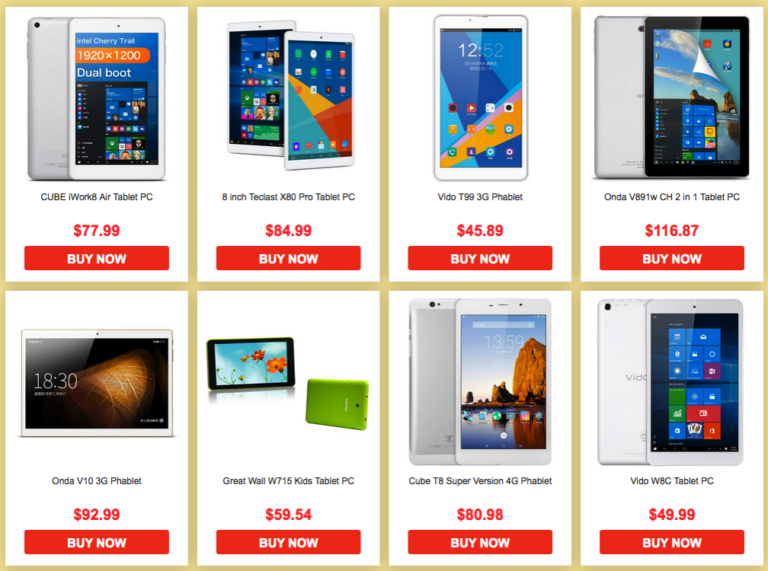 intel Cherry Trail
1920×1200
Dual boot
CUBE iWork8 Air Tablet PC
$77.99
BUY NOW
8 inch Teclast X80 Pro Tablet PC
$84.99
BUY NOW
12:52
Vido T99 3G Phablet
$45.89
BUY NOW
Onda V891w CH 2 in 1 Tablet PC
$116.87
BUY NOW
18:30
Onda V10 3G Phablet
$92.99
BUY NOW
Great Wall W715 Kids Tablet PC
$59.54
BUY NOW
13:59
Cube T8 Super Version 4G Phablet
$80.98
BUY NOW
Vido
Vido W8C Tablet PC
$49.99
BUY NOW